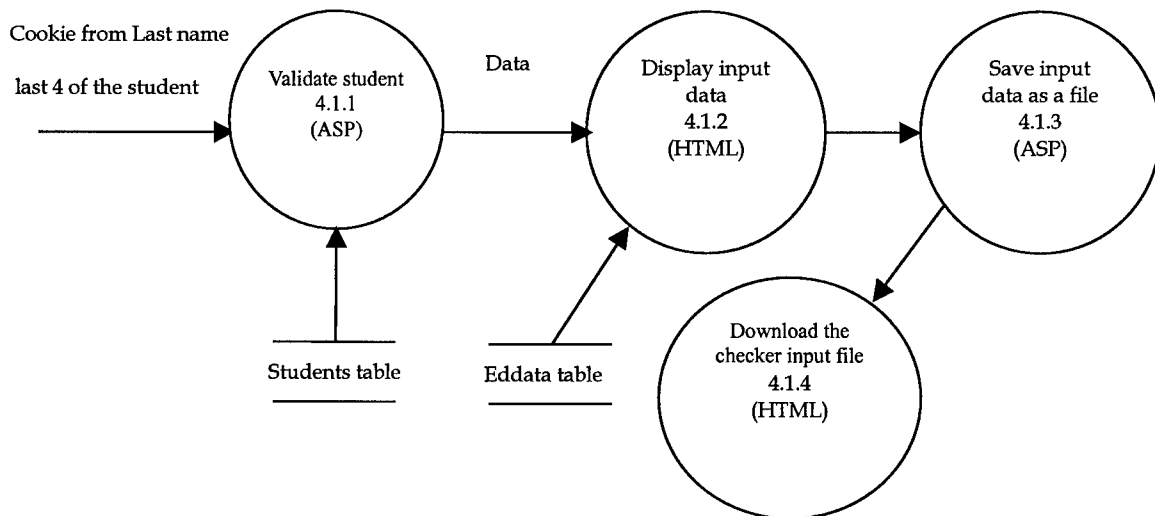 Cookie from Last name
last 4 of the student
Validate student
4.1.1
(ASP)
Data
Display input
data
4.1.2
(HTML)
Save input
data as a file
4.1.3
(ASP)
Students table
Eddata table
Download the
checker input file
4.1.4
(HTML)